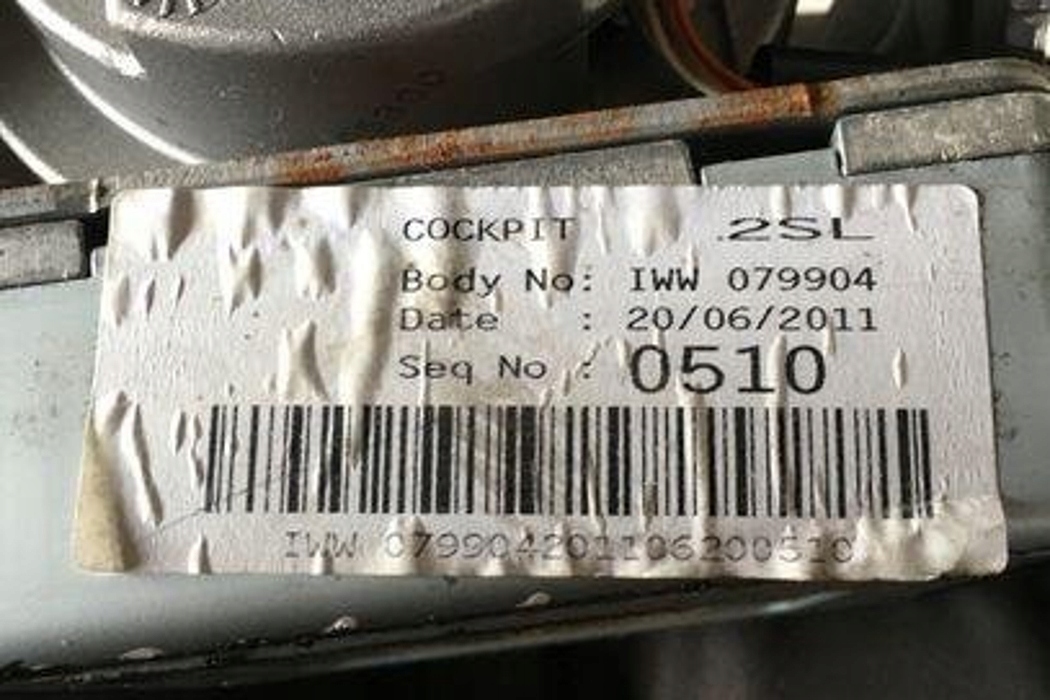 COCKPIT .2SL
Body No: IWW 079904
Date : 20/06/2011
Seq No : 0510
IWW 079904201106200510